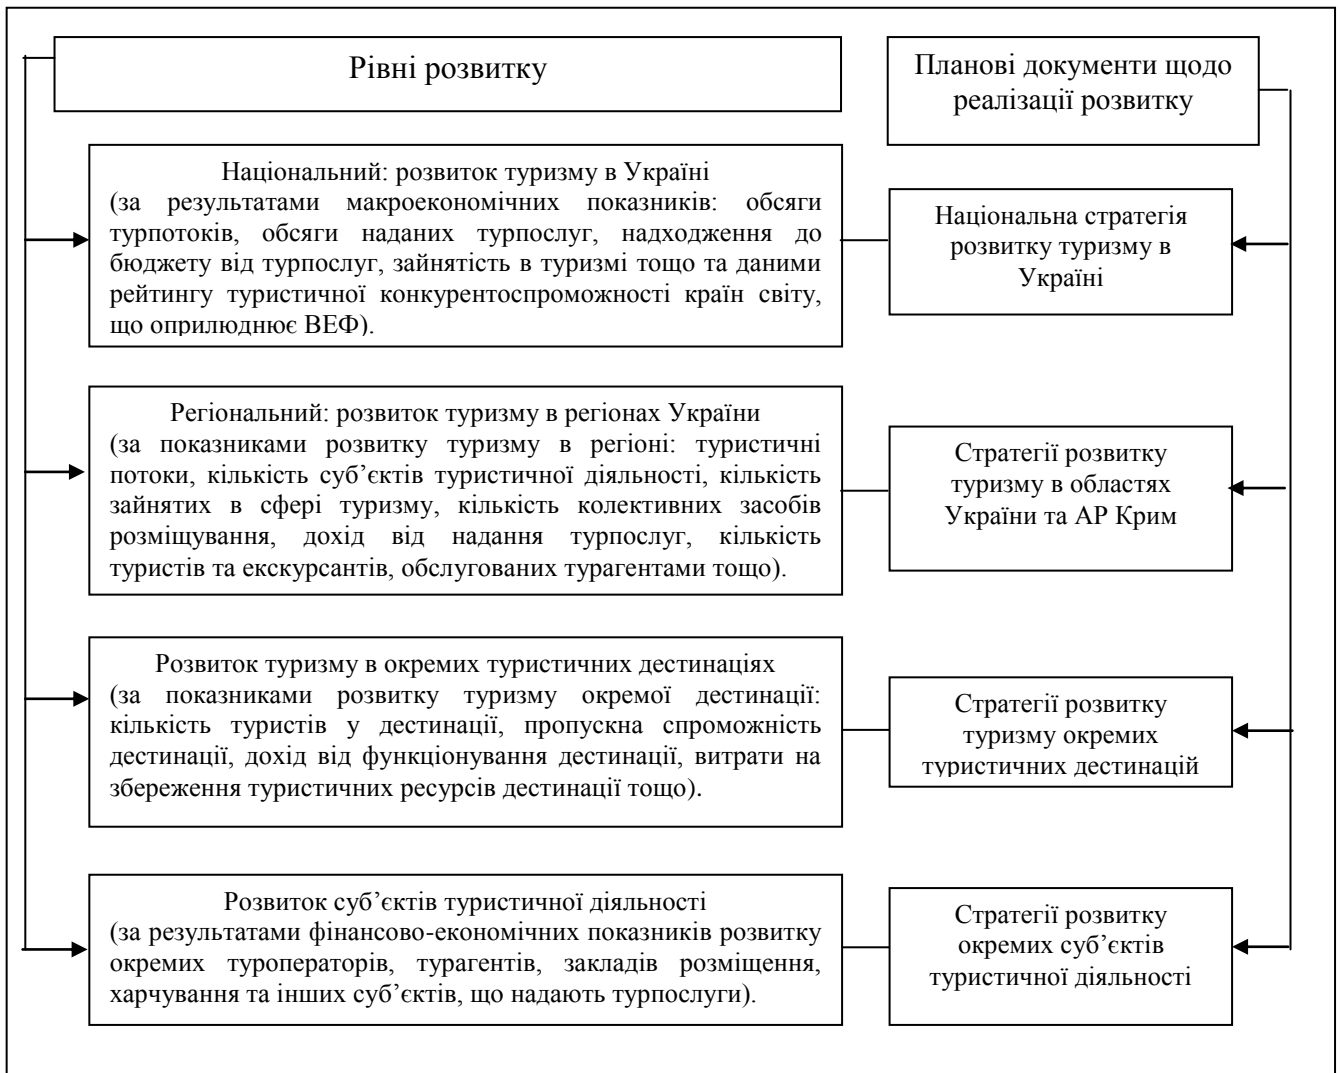 Рівні розвитку
Планові документи щодо
реалізації розвитку
Національний: розвиток туризму в Україні
(за результатами макроекономічних показників: обсяги
турпотоків, обсяги наданих турпослуг, надходження до
бюджету від турпослуг, зайнятість в туризмі тощо та даними
рейтингу туристичної конкурентоспроможності країн світу,
що оприлюднює ВЕФ).
Національна стратегія
розвитку туризму в
Україні
Регіональний: розвиток туризму в регіонах України
(за показниками розвитку туризму в регіоні: туристичні
потоки, кількість суб’єктів туристичної діяльності, кількість
зайнятих в сфері туризму, кількість колективних засобів
розміщування, дохід від надання турпослуг, кількість
туристів та екскурсантів, обслугованих турагентами тощо).
Стратегії розвитку
туризму в областях
України та АР Крим
Розвиток туризму в окремих туристичних дестинаціях
(за показниками розвитку туризму окремої дестинації:
кількість туристів у дестинації, пропускна спроможність
дестинації, дохід від функціонування дестинації, витрати на
збереження туристичних ресурсів дестинації тощо).
Стратегії розвитку
туризму окремих
туристичних дестинацій
Розвиток суб’єктів туристичної діяльності
(за результатами фінансово-економічних показників розвитку
окремих туроператорів, турагентів, закладів розміщення,
харчування та інших суб’єктів, що надають турпослуги).
Стратегії розвитку
окремих суб’єктів
туристичної діяльності